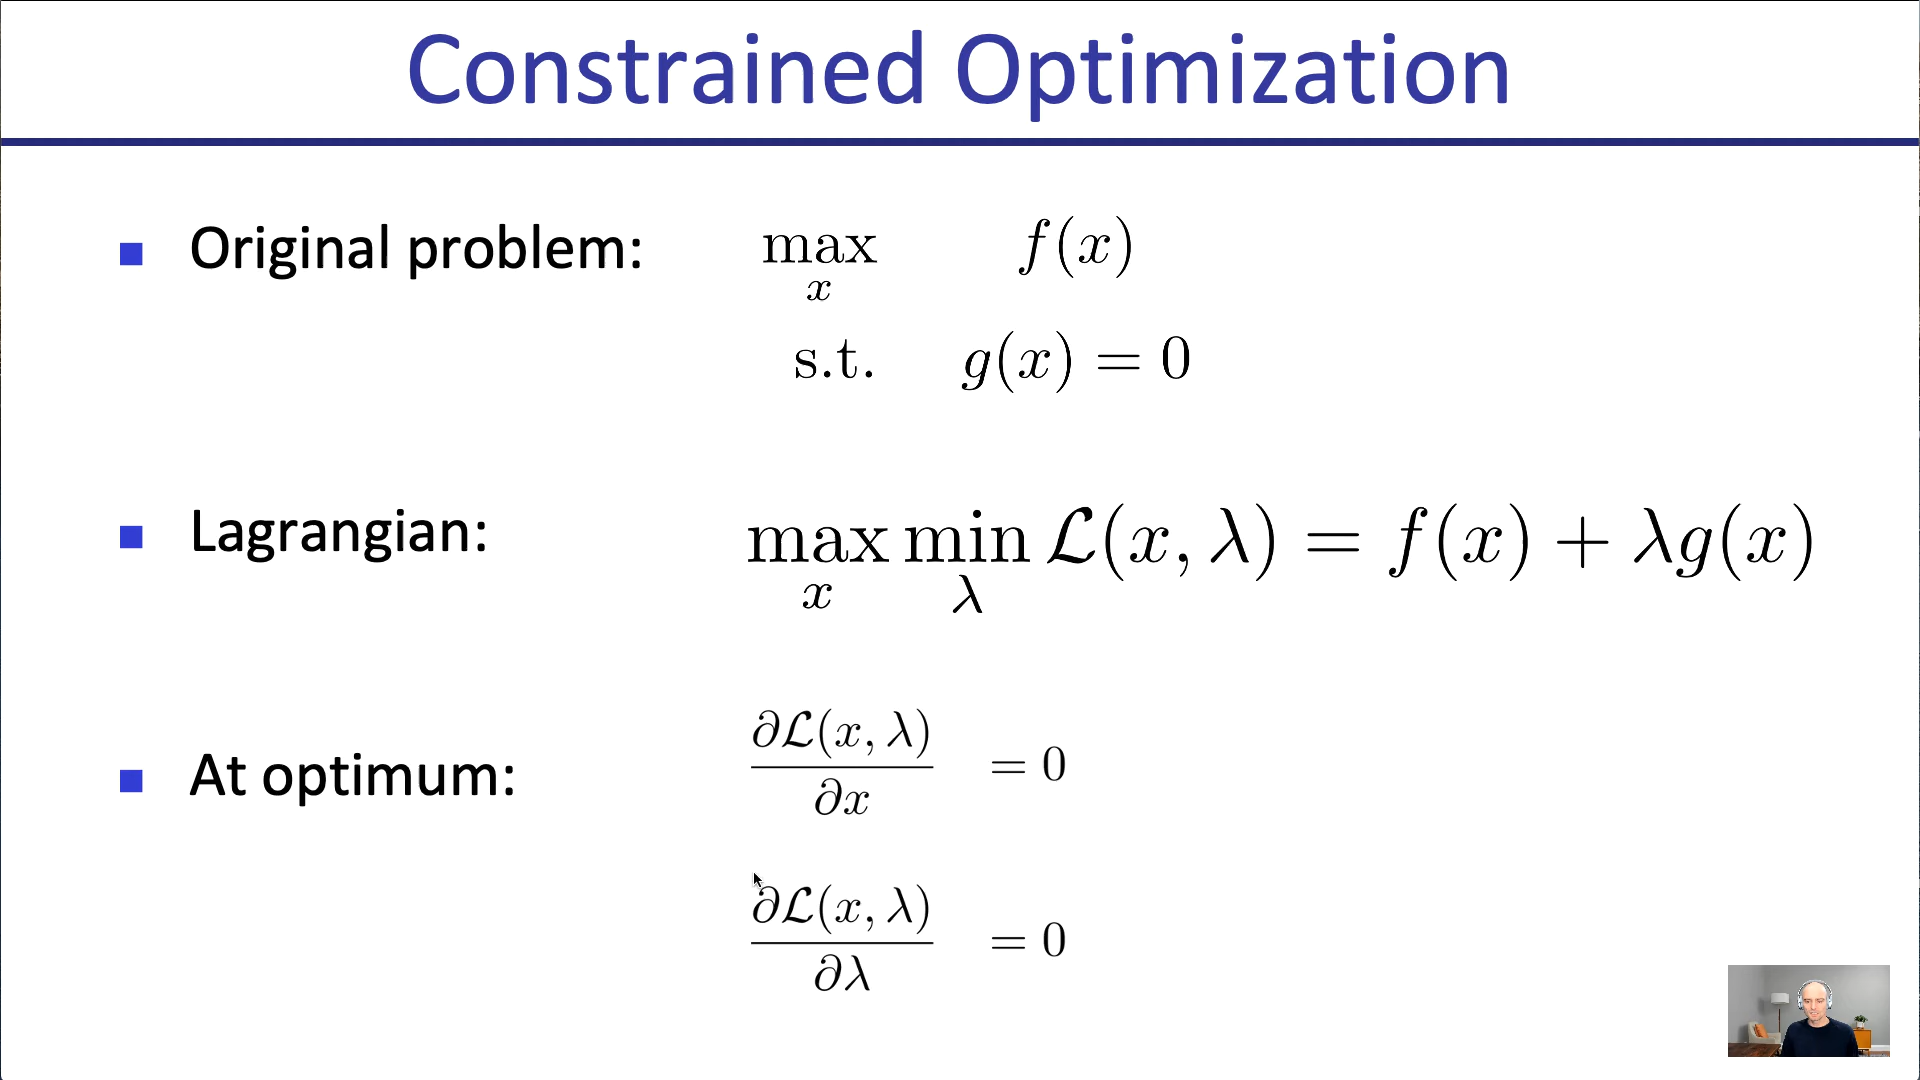 Constrained Optimization
Original problem: max_x f(x)
s.t. g(x) = 0
Lagrangian: max_x min_λ ℒ(x, λ) = f(x) + λg(x)
At optimum: ∂ℒ(x, λ)/∂x = 0
∂ℒ(x, λ)/∂λ = 0